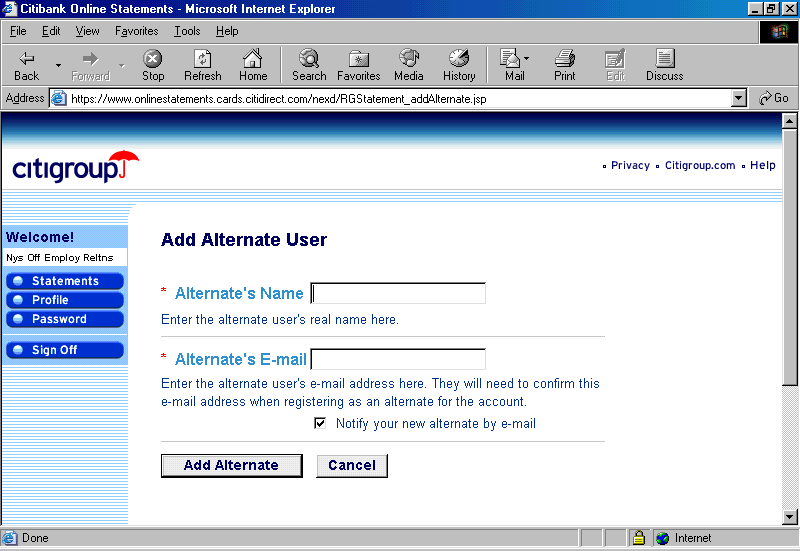 Citibank Online Statements - Microsoft Internet Explorer
File Edit View Favorites Tools Help
Back Forward Stop Refresh Home Search Favorites Media History Mail Print Edit Discuss
Address https://www.onlinestatements.cards.citidirect.com/nexd/RGStatement_addAlternate.jsp Go
citigroup
Privacy Citigroup.com Help
Welcome!
Nys Off Employ Reltns
Statements
Profile
Password
Sign Off
Add Alternate User
* Alternate's Name
Enter the alternate user's real name here.
* Alternate's E-mail
Enter the alternate user's e-mail address here. They will need to confirm this
e-mail address when registering as an alternate for the account.
Notify your new alternate by e-mail
Add Alternate Cancel
Done Internet